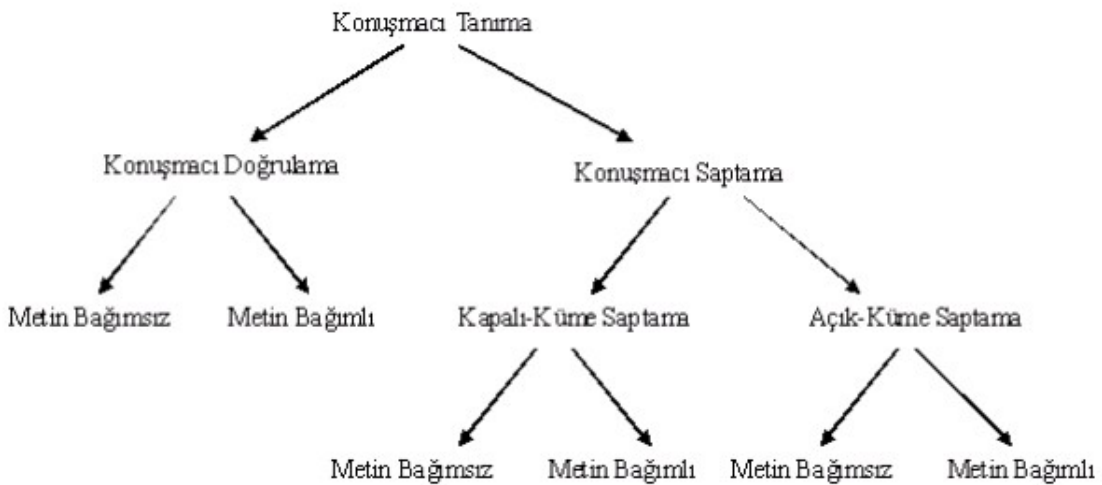 Konuşmacı Tanıma
Konuşmacı Doğrulama
Konuşmacı Saptama
Metin Bağımsız
Metin Bağımlı
Kapalı-Küme Saptama
Açık-Küme Saptama
Metin Bağımsız
Metin Bağımlı
Metin Bağımsız
Metin Bağımlı